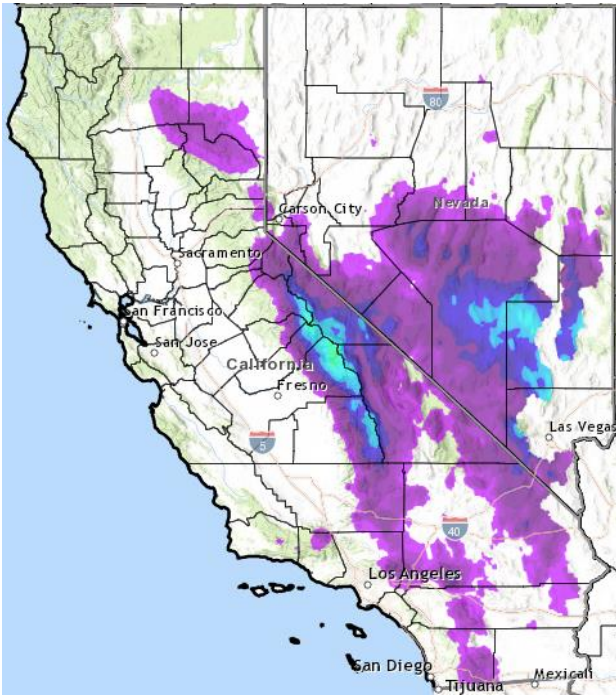 80
Nevada
Carson City
Sacramento
San Francisco
San Jose
California
Fresno
5
Las Vegas
40
Los Angeles
San Diego
Tijuana
Mexicali